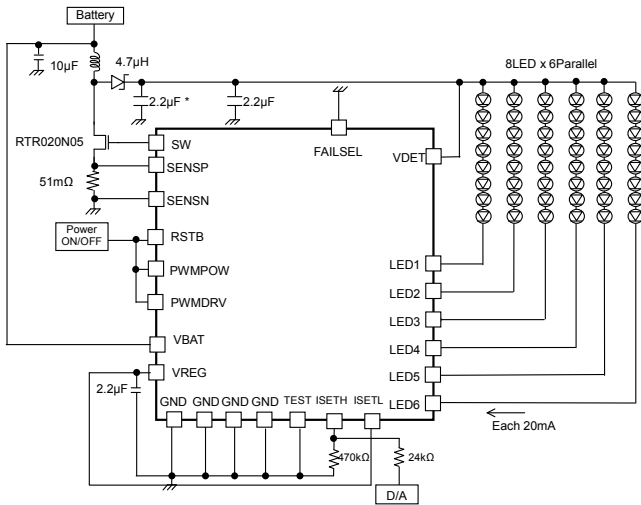 Battery
10μF
4.7μH
8LED x 6Parallel
2.2μF *
2.2μF
RTR020N05
SW
FAILSEL
VDET
SENSP
51mΩ
SENSN
Power
ON/OFF
RSTB
PWMPOW
LED1
LED2
PWMDRV
LED3
VBAT
LED4
VREG
LED5
2.2μF
GND
GND
GND
GND
TEST
ISETH
ISETL
LED6
Each 20mA
470kΩ
24kΩ
D/A